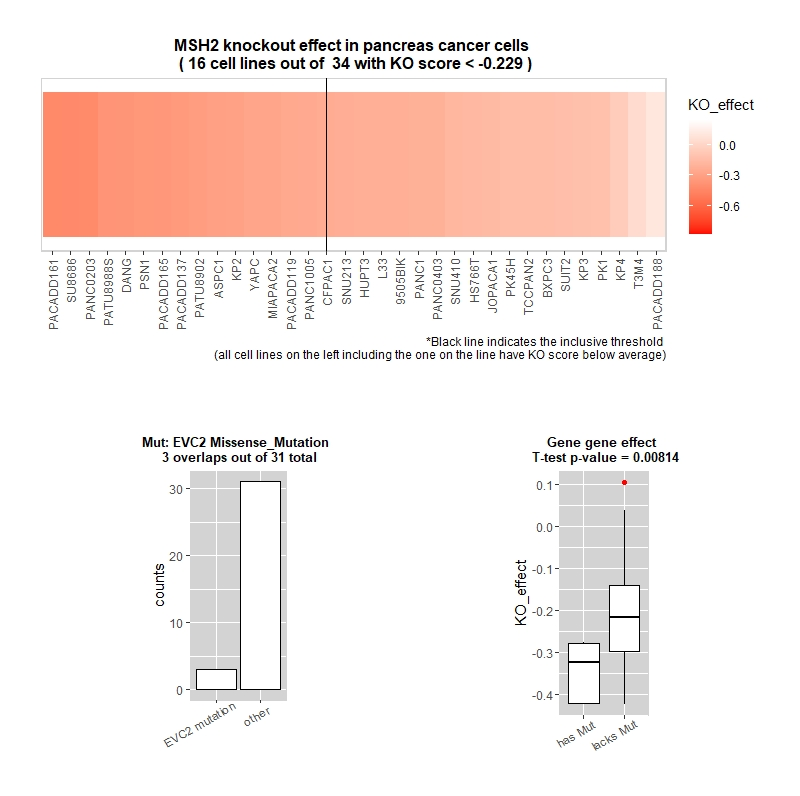 MSH2 knockout effect in pancreas cancer cells
( 16 cell lines out of 34 with KO score < -0.229 )
KO_effect
0.0
-0.3
-0.6
PACADD161
SU8686
PANC0203
PATU8988S
DANG
PSN1
PACADD165
PACADD137
PATU8902
ASPC1
KP2
YAPC
MIAPACA2
PACADD119
PANC1005
CFPAC1
SNU213
HUPT3
L33
9505BIK
PANC1
PANC0403
SNU410
HS766T
JOPACA1
PK45H
TCCPAN2
BXPC3
SUIT2
KP3
PK1
KP4
T3M4
PACADD188
*Black line indicates the inclusive threshold
(all cell lines on the left including the one on the line have KO score below average)
Mut: EVC2 Missense_Mutation
3 overlaps out of 31 total
counts
30
20
10
0
EVC2 mutation
other
Gene gene effect
T-test p-value = 0.00814
KO_effect
0.1
0.0
-0.1
-0.2
-0.3
-0.4
has Mut
lacks Mut